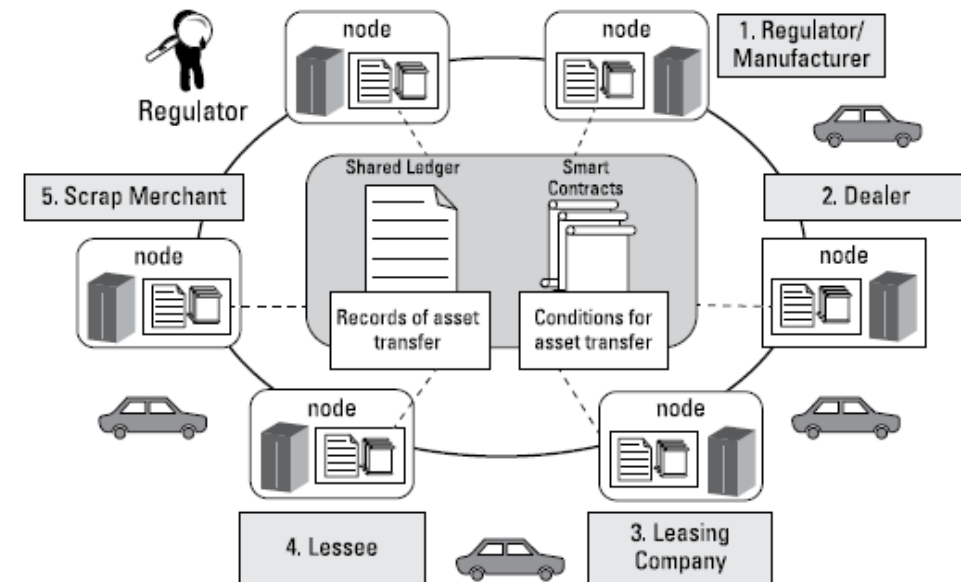 node
node
1. Regulator/
Manufacturer
Regulator
Shared Ledger
Smart
Contracts
5. Scrap Merchant
2. Dealer
node
node
Records of asset
transfer
Conditions for
asset transfer
node
node
4. Lessee
3. Leasing
Company